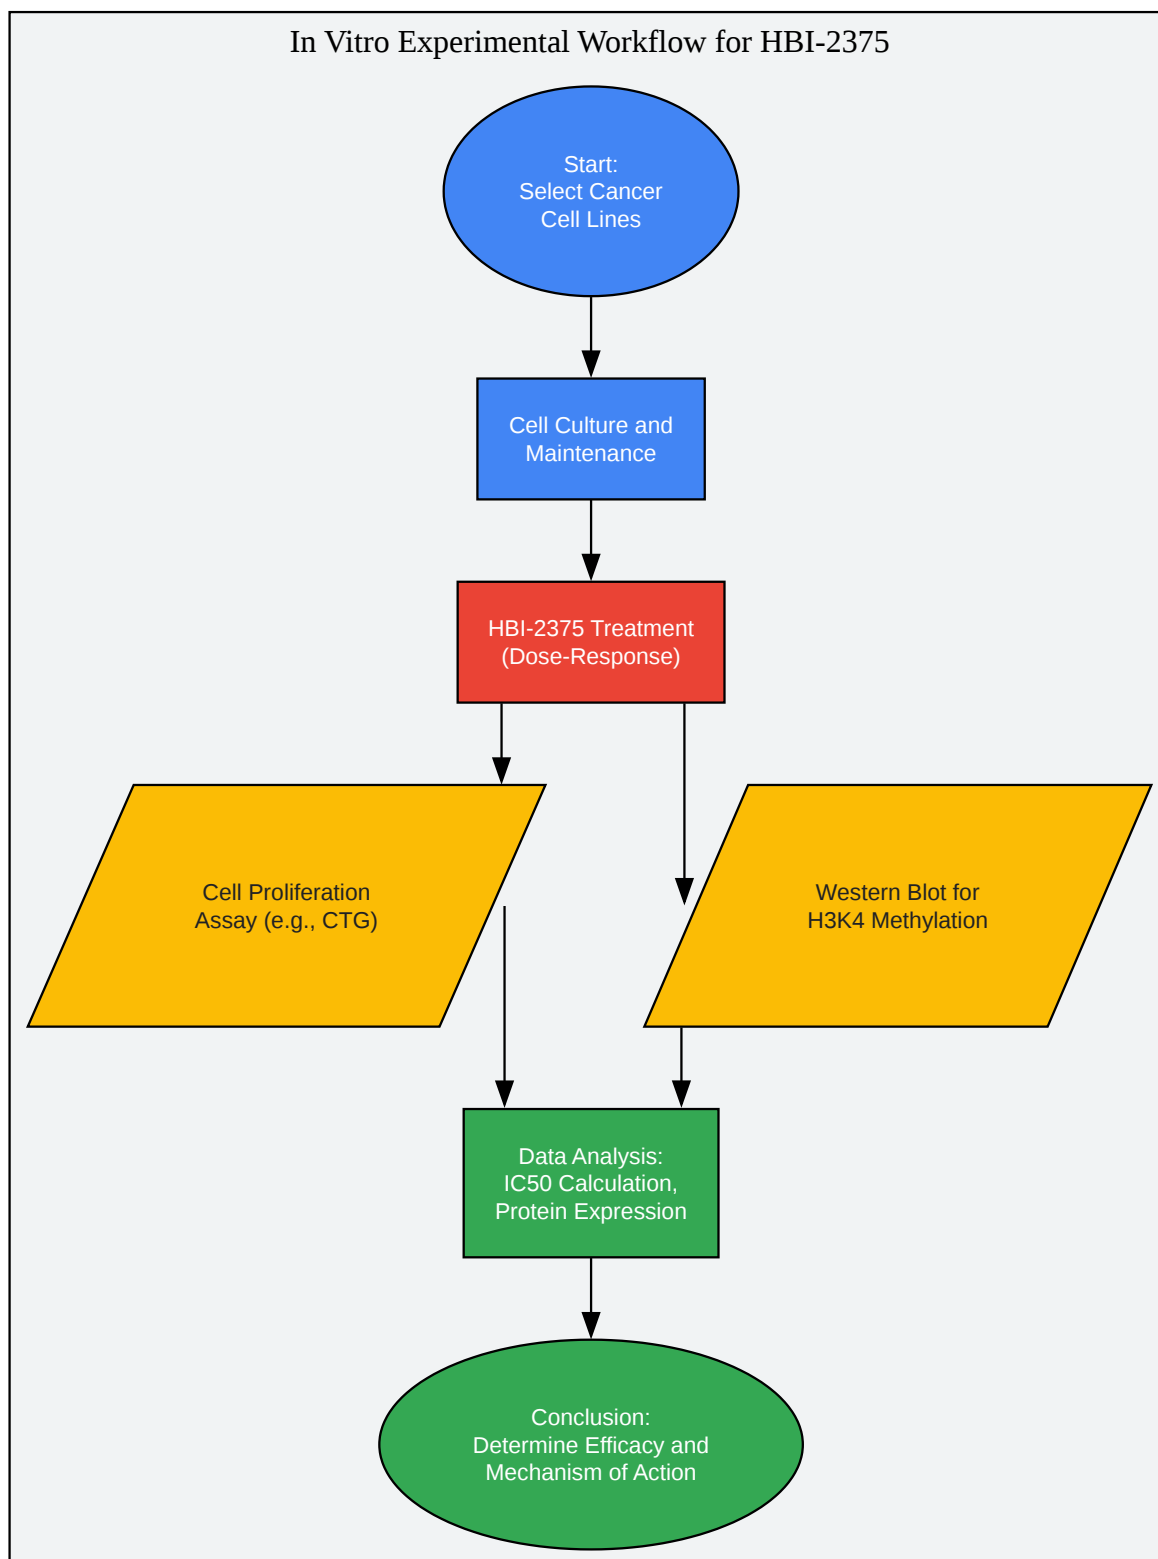 In Vitro Experimental Workflow for HBI-2375
Start:
Select Cancer
Cell Lines
Cell Culture and
Maintenance
HBI-2375 Treatment
(Dose-Response)
Cell Proliferation
Assay (e.g., CTG)
Western Blot for
H3K4 Methylation
Data Analysis:
IC50 Calculation,
Protein Expression
Conclusion:
Determine Efficacy and
Mechanism of Action